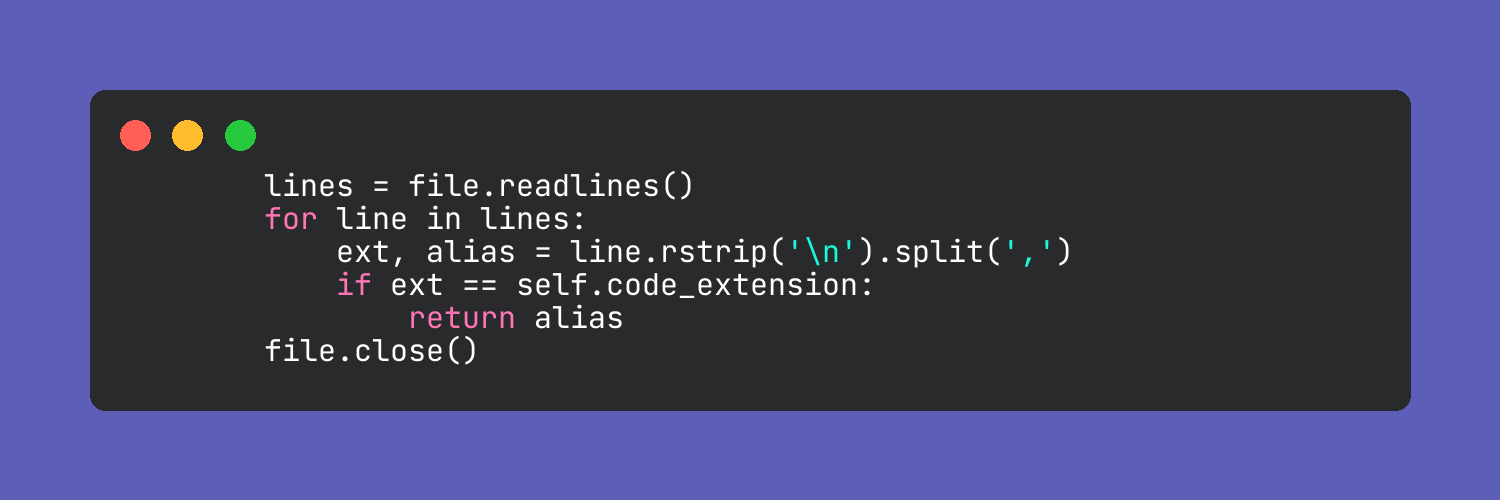 lines = file.readlines()
for line in lines:
    ext, alias = line.rstrip('\n').split(',')
    if ext == self.code_extension:
        return alias
file.close()